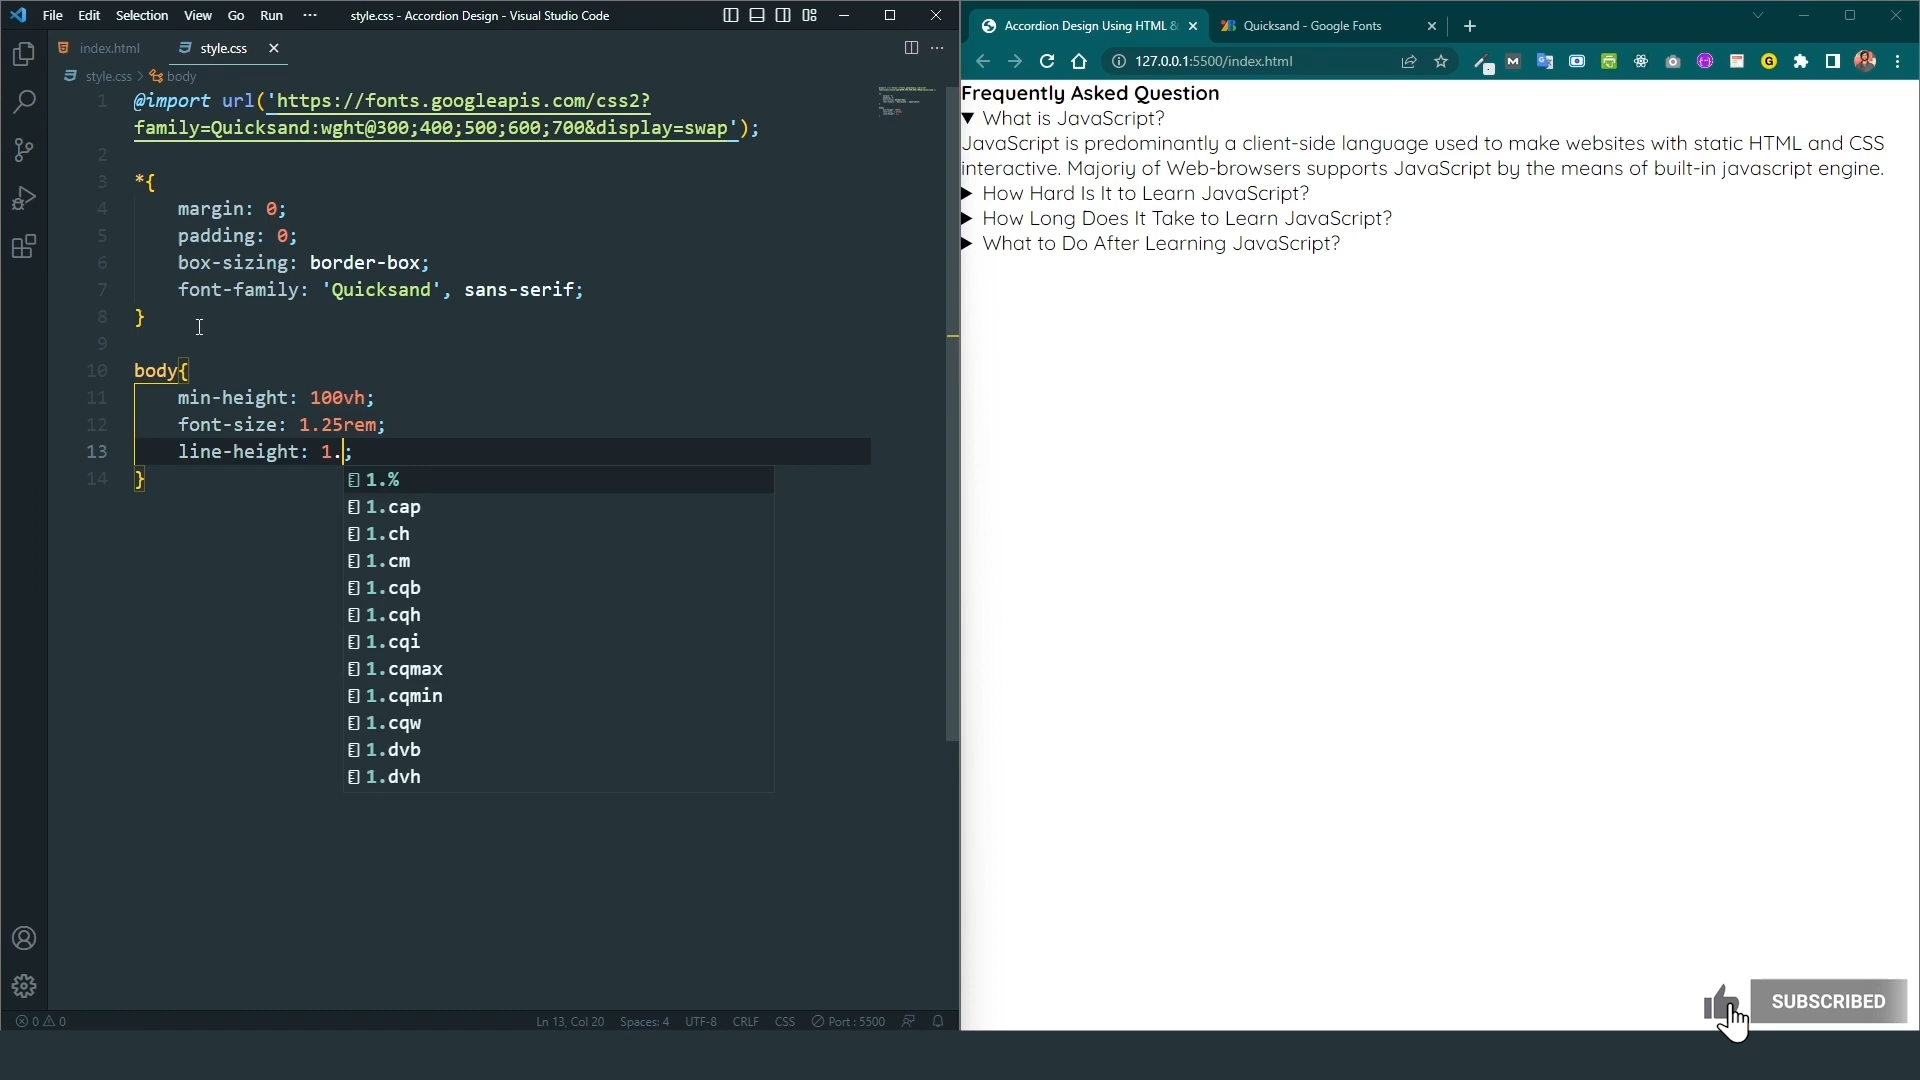 File Edit Selection View Go Run ··· style.css - Accordion Design - Visual Studio Code
index.html style.css
style.css > body
1 @import url('https://fonts.googleapis.com/css2?
family=Quicksand:wght@300;400;500;600;700&display=swap');
2
3 *{
4 margin: 0;
5 padding: 0;
6 box-sizing: border-box;
7 font-family: 'Quicksand', sans-serif;
8 }
9
10 body{
11 min-height: 100vh;
12 font-size: 1.25rem;
13 line-height: 1.;
14 }
1.%
1.cap
1.ch
1.cm
1.cqb
1.cqh
1.cqi
1.cqmax
1.cqmin
1.cqw
1.dvb
1.dvh
0 0 Ln 13, Col 20 Spaces: 4 UTF-8 CRLF CSS Port : 5500
Accordion Design Using HTML & Quicksand - Google Fonts
127.0.0.1:5500/index.html
Frequently Asked Question
What is JavaScript?
JavaScript is predominantly a client-side language used to make websites with static HTML and CSS
interactive. Majoriy of Web-browsers supports JavaScript by the means of built-in javascript engine.
How Hard Is It to Learn JavaScript?
How Long Does It Take to Learn JavaScript?
What to Do After Learning JavaScript?
SUBSCRIBED